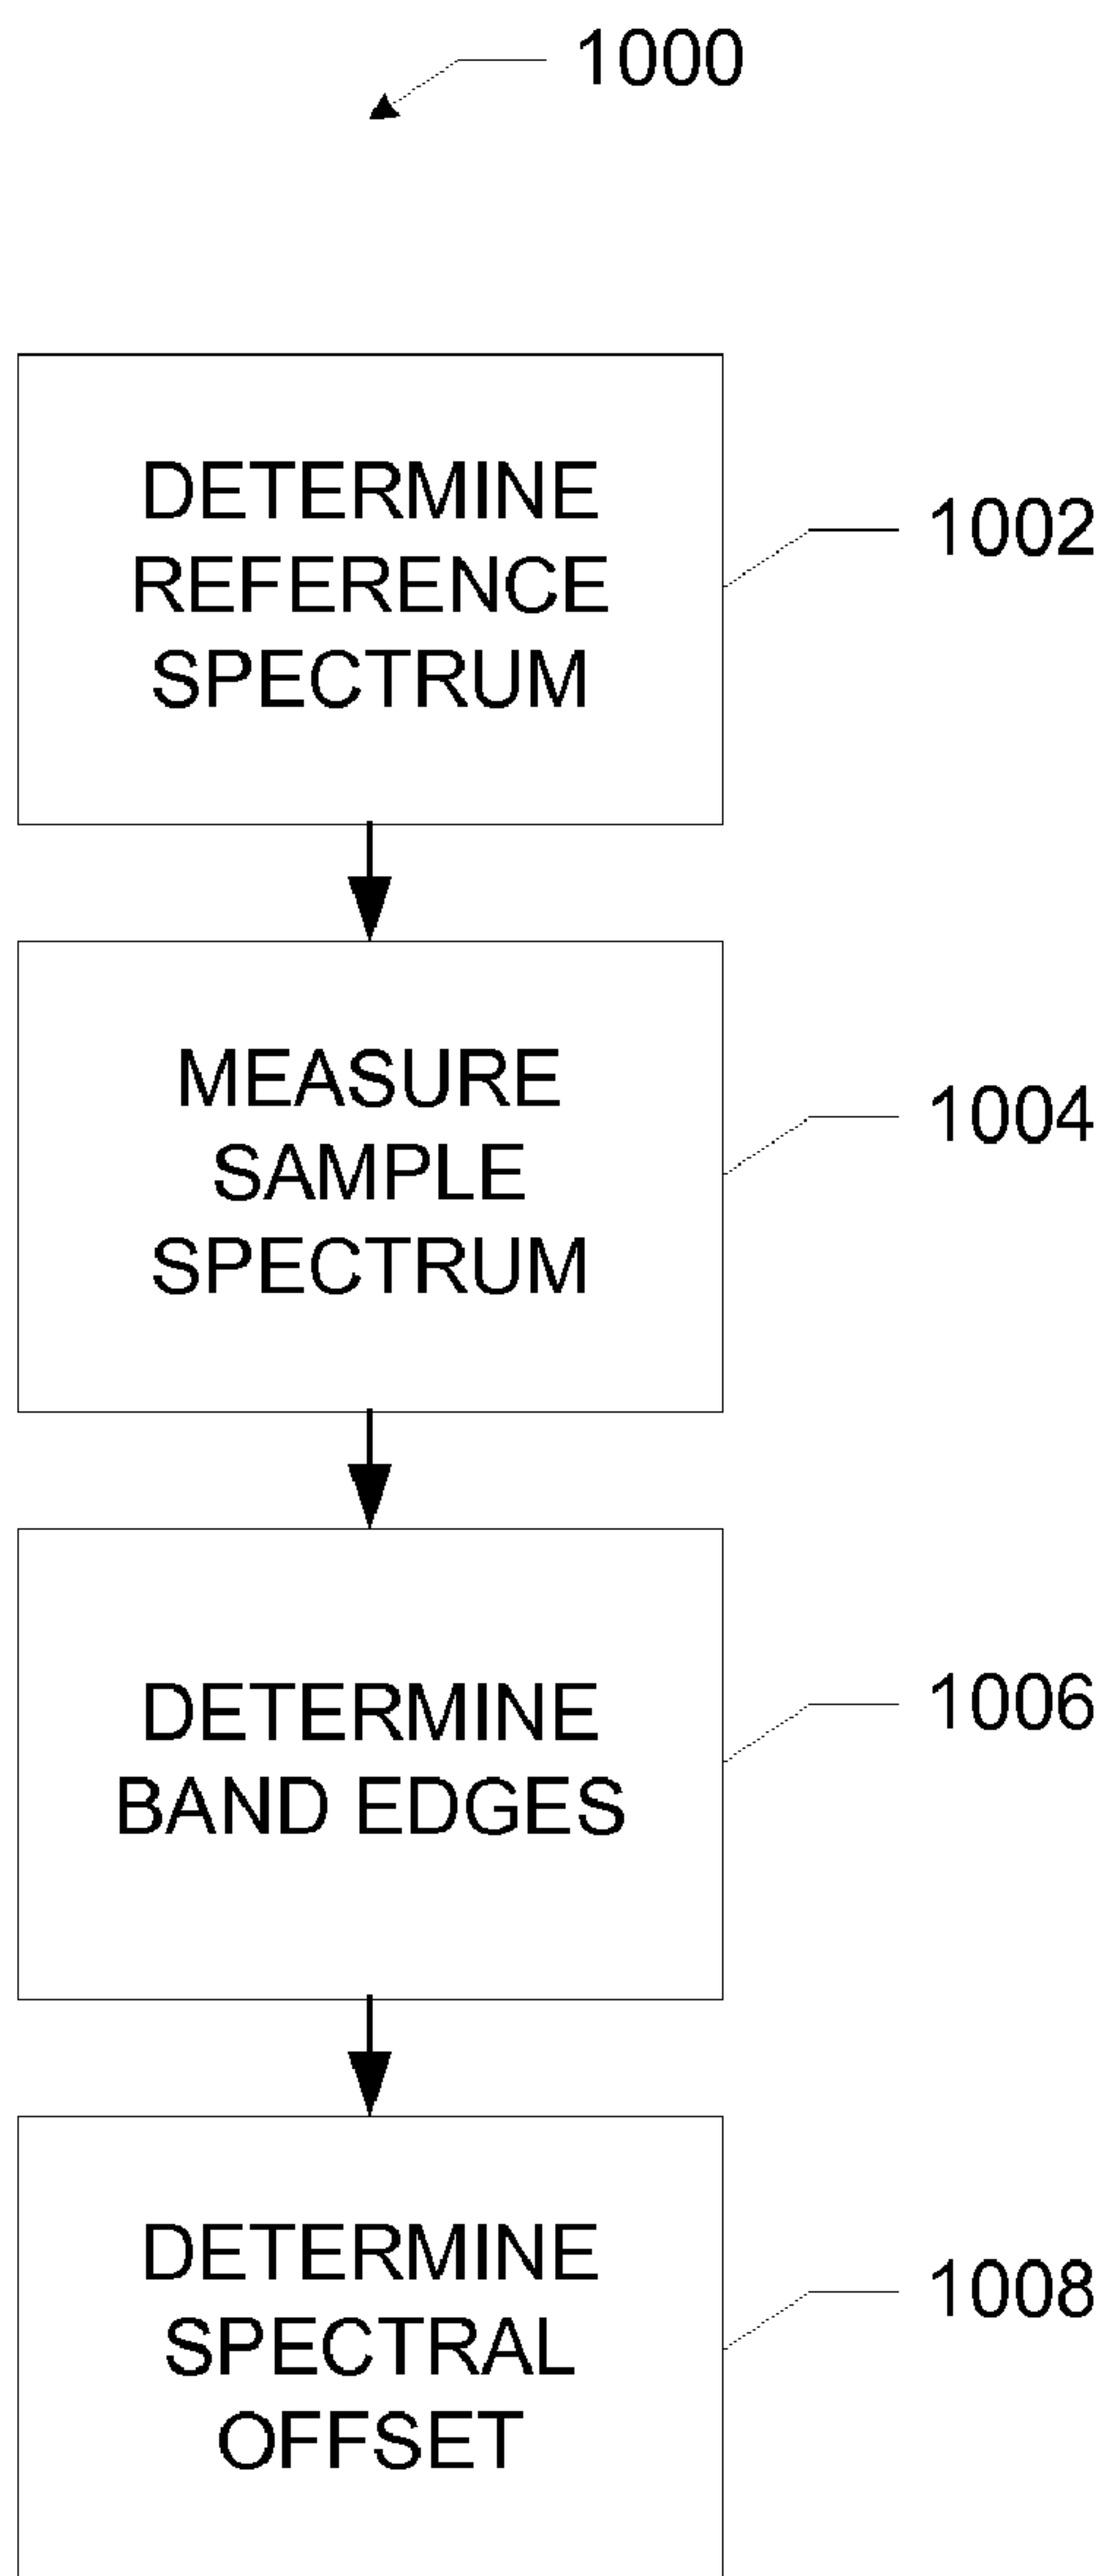 1000
DETERMINE
REFERENCE
SPECTRUM
1002
MEASURE
SAMPLE
SPECTRUM
1004
DETERMINE
BAND EDGES
1006
DETERMINE
SPECTRAL
OFFSET
1008